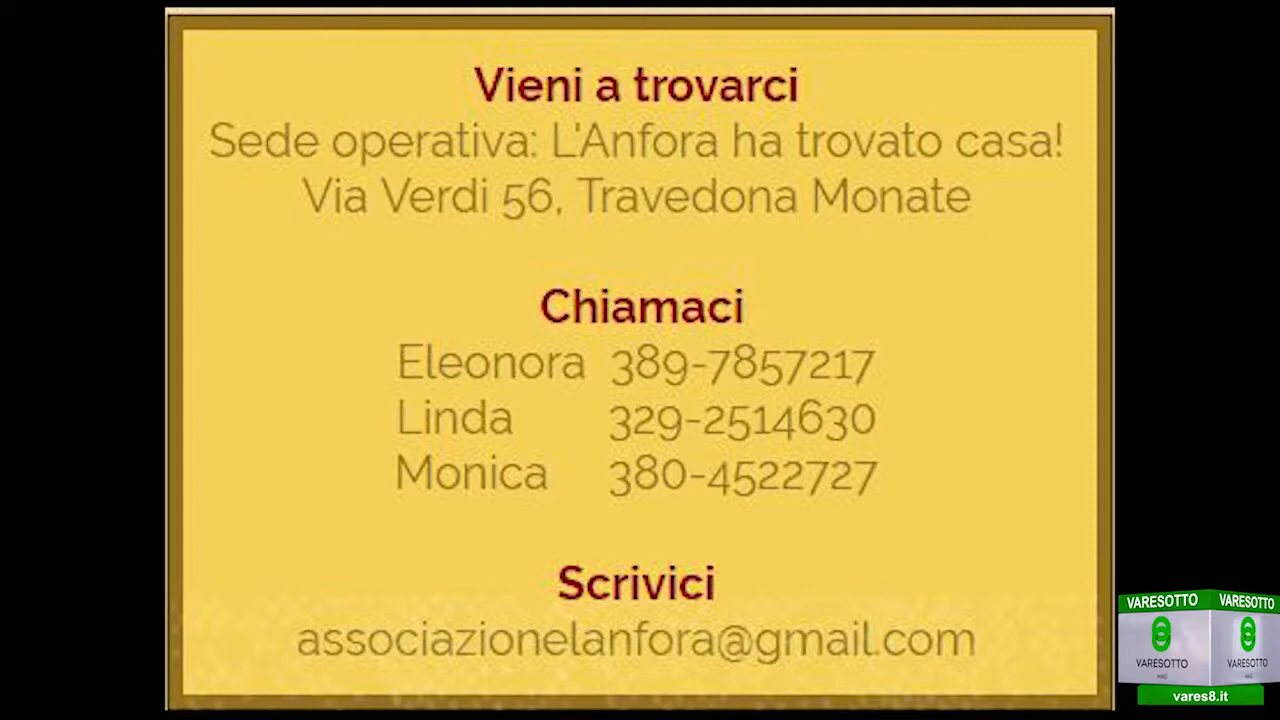 Vieni a trovarci
Sede operativa: L'Anfora ha trovato casa!
Via Verdi 56, Travedona Monate
Chiamaci
Eleonora 389-7857217
Linda 329-2514630
Monica 380-4522727
Scrivici
associazionelanfora@gmail.com
VARESOTTO VARESOTTO
VARESOTTO VARESOTTO
vares8.it